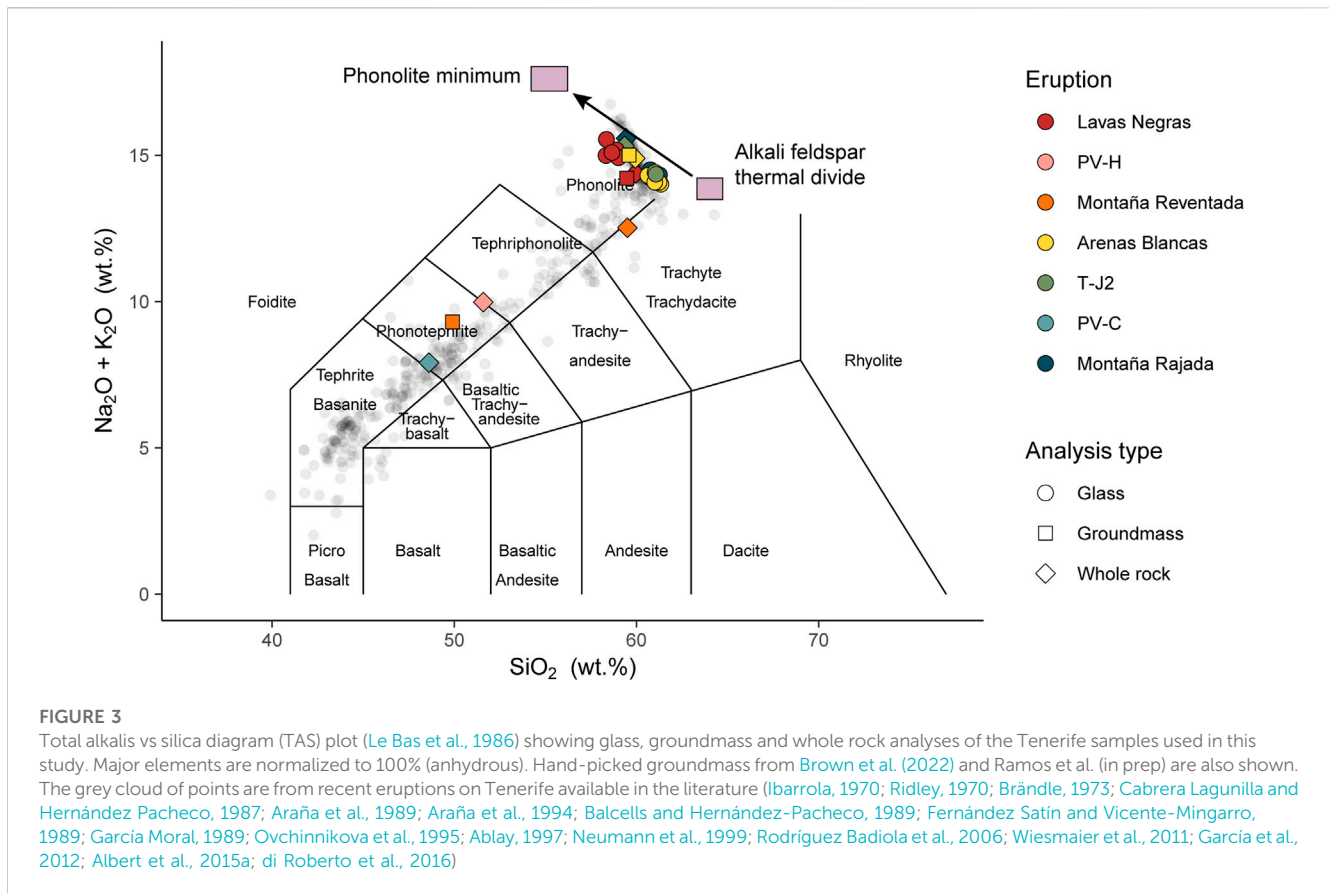 Phonolite minimum
Alkali feldspar
thermal divide
Phonolite
Tephriphonolite
Trachyte
Trachydacite
Foidite
Phonotephrite
Trachy–
andesite
Rhyolite
Tephrite
Basanite
Basaltic
Trachy–
andesite
Trachy–
basalt
Picro
Basalt
Basalt
Basaltic
Andesite
Andesite
Dacite
15
10
5
0
Na₂O + K₂O (wt.%)
40
50
60
70
SiO₂ (wt.%)
Eruption
Lavas Negras
PV-H
Montaña Reventada
Arenas Blancas
T-J2
PV-C
Montaña Rajada
Analysis type
Glass
Groundmass
Whole rock
FIGURE 3
Total alkalis vs silica diagram (TAS) plot (Le Bas et al., 1986) showing glass, groundmass and whole rock analyses of the Tenerife samples used in this
study. Major elements are normalized to 100% (anhydrous). Hand-picked groundmass from Brown et al. (2022) and Ramos et al. (in prep) are also shown.
The grey cloud of points are from recent eruptions on Tenerife available in the literature (Ibarrola, 1970; Ridley, 1970; Brändle, 1973; Cabrera Lagunilla and
Hernández Pacheco, 1987; Araña et al., 1989; Araña et al., 1994; Balcells and Hernández-Pacheco, 1989; Fernández Satín and Vicente-Mingarro,
1989; García Moral, 1989; Ovchinnikova et al., 1995; Ablay, 1997; Neumann et al., 1999; Rodríguez Badiola et al., 2006; Wiesmaier et al., 2011; García et al.,
2012; Albert et al., 2015a; di Roberto et al., 2016)